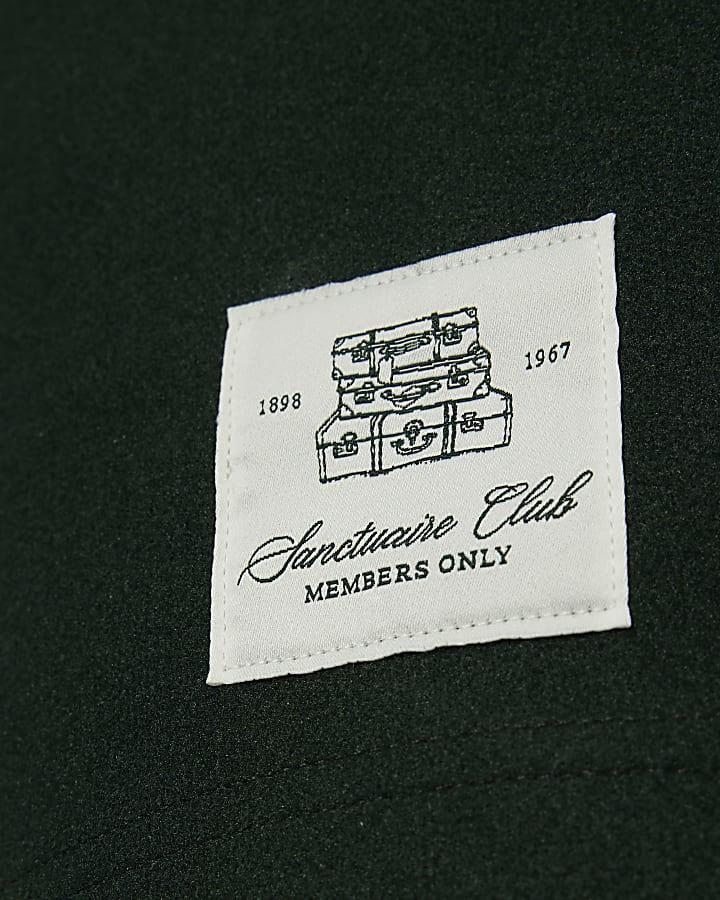 1898
1967
Sanctuaire Club
MEMBERS ONLY